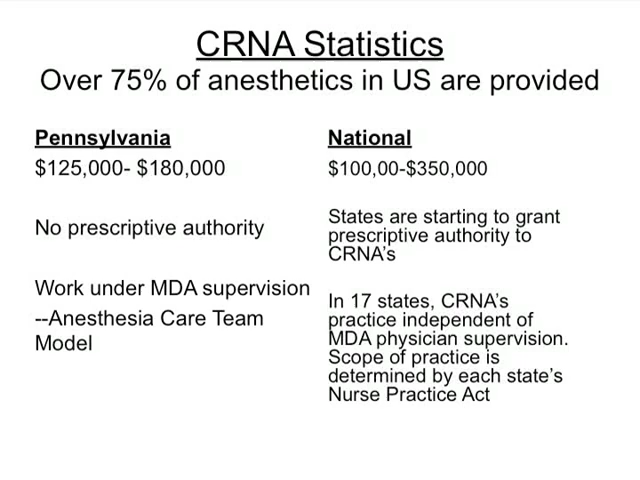 CRNA Statistics
Over 75% of anesthetics in US are provided
Pennsylvania
$125,000- $180,000
No prescriptive authority
Work under MDA supervision
--Anesthesia Care Team
Model
National
$100,00-$350,000
States are starting to grant
prescriptive authority to
CRNA's
In 17 states, CRNA's
practice independent of
MDA physician supervision.
Scope of practice is
determined by each state's
Nurse Practice Act